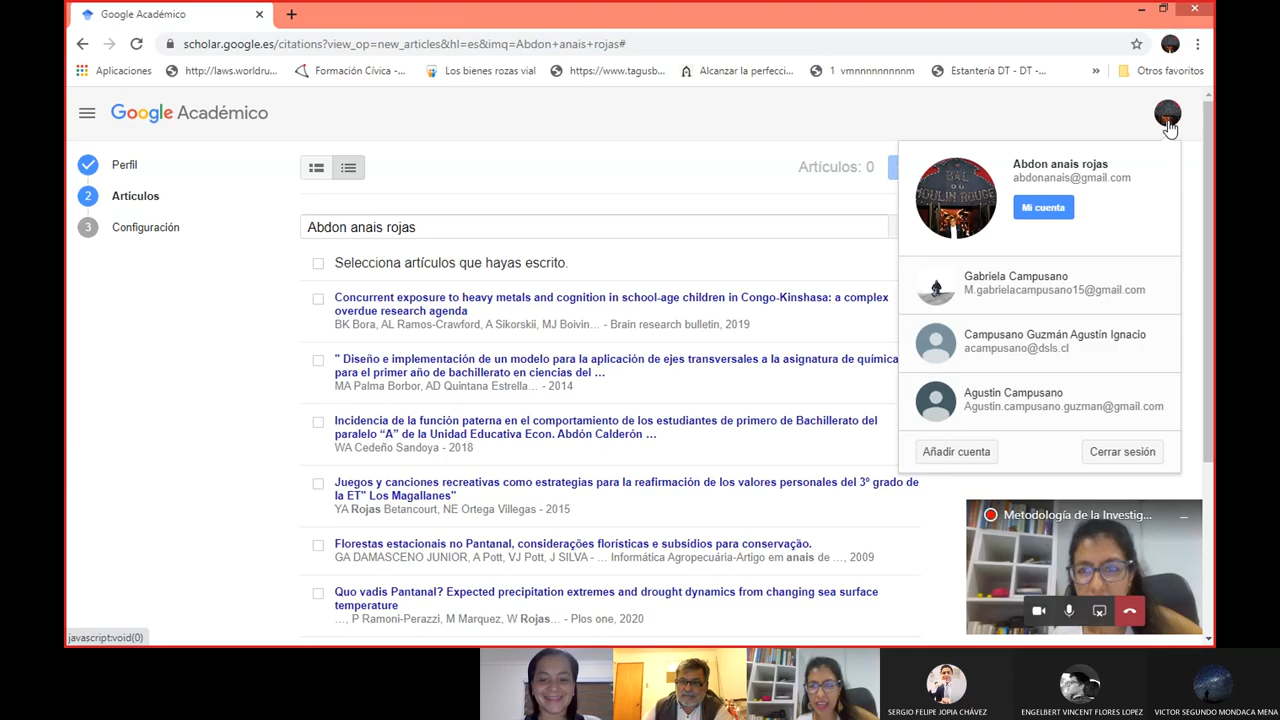 Google Académico
scholar.google.es/citations?view_op=new_articles&hl=es&imq=Abdon+anais+rojas#
Aplicaciones
http://laws.worldru...
Formación Cívica -...
Los bienes rozas vial
https://www.tagusb...
Alcanzar la perfecci...
1 vmnnnnnnnnm
Estantería DT - DT -...
»
Otros favoritos
Google Académico
Perfil
2 Artículos
3 Configuración
Artículos: 0
Abdon anais rojas
Selecciona artículos que hayas escrito.
Concurrent exposure to heavy metals and cognition in school-age children in Congo-Kinshasa: a complex
overdue research agenda
BK Bora, AL Ramos-Crawford, A Sikorskii, MJ Boivin... - Brain research bulletin, 2019
" Diseño e implementación de un modelo para la aplicación de ejes transversales a la asignatura de química
para el primer año de bachillerato en ciencias del ...
MA Palma Borbor, AD Quintana Estrella... - 2014
Incidencia de la función paterna en el comportamiento de los estudiantes de primero de Bachillerato del
paralelo “A” de la Unidad Educativa Econ. Abdón Calderón ...
WA Cedeño Sandoya - 2018
Juegos y canciones recreativas como estrategias para la reafirmación de los valores personales del 3º grado de
la ET" Los Magallanes"
YA Rojas Betancourt, NE Ortega Villegas - 2015
Florestas estacionais no Pantanal, considerações florísticas e subsídios para conservação.
GA DAMASCENO JUNIOR, A Pott, VJ Pott, J SILVA - ... Informática Agropecuária-Artigo em anais de ..., 2009
Quo vadis Pantanal? Expected precipitation extremes and drought dynamics from changing sea surface
temperature
..., P Ramoni-Perazzi, M Marquez, W Rojas... - Plos one, 2020
BAL
DU
MOULIN ROUGE
Abdon anais rojas
abdonanais@gmail.com
Mi cuenta
Gabriela Campusano
M.gabrielacampusano15@gmail.com
Campusano Guzmán Agustín Ignacio
acampusano@dsls.cl
Agustin Campusano
Agustin.campusano.guzman@gmail.com
Añadir cuenta
Cerrar sesión
Metodología de la Investig...
javascript:void(0)
SERGIO FELIPE JOPIA CHÁVEZ
ENGELBERT VINCENT FLORES LOPEZ
VICTOR SEGUNDO MONDACA MENA